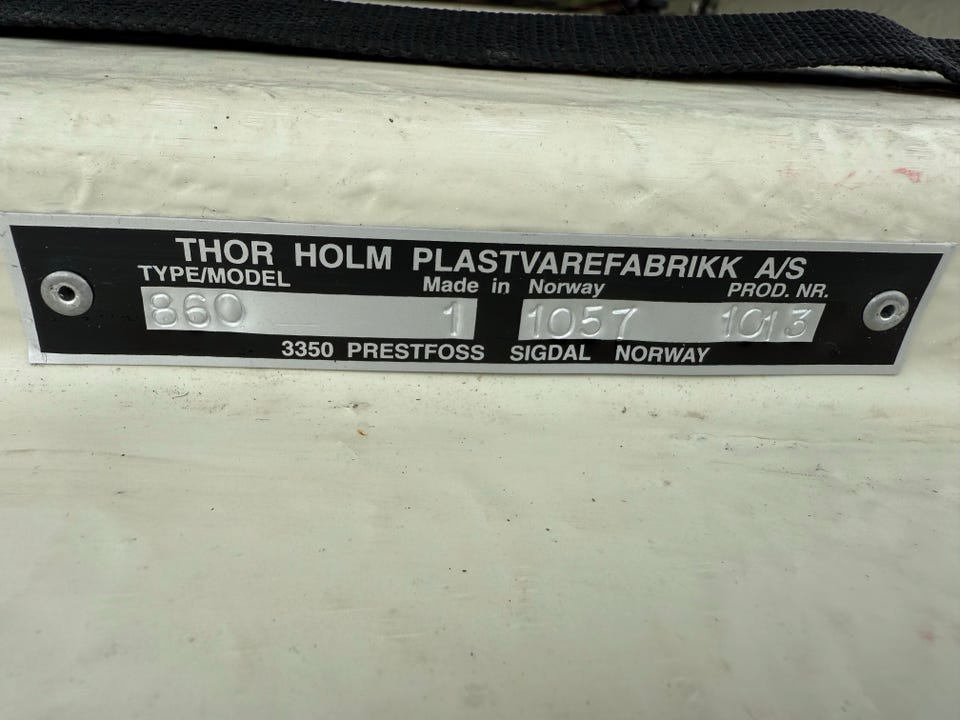 THOR HOLM PLASTVAREFABRIKK A/S
TYPE/MODEL Made in Norway PROD. NR.
860 1 1057 1013
3350 PRESTFOSS SIGDAL NORWAY